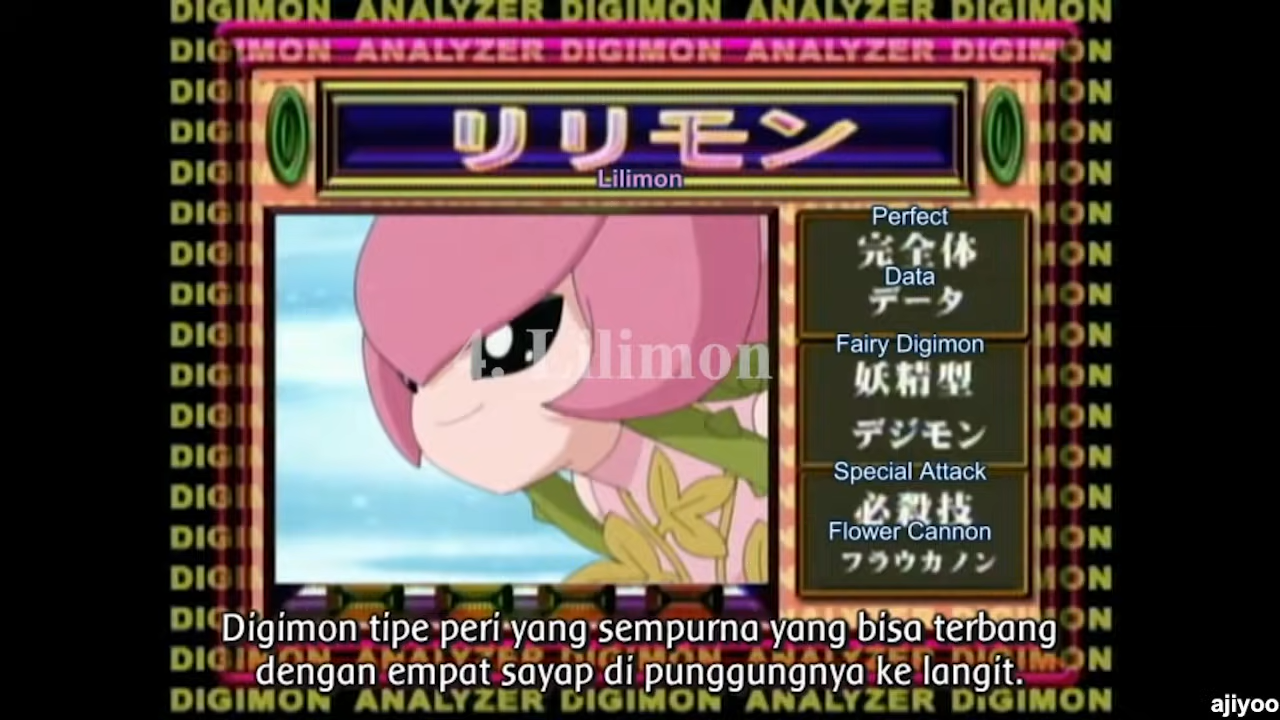 DIGIMON ANALYZER DIGIMON ANALYZER DIGIMON
DIGIMON ANALYZER DIGIMON ANALYZER DIGIMON
リリモン
Lilimon
Perfect
完全体
Data
データ
Fairy Digimon
妖精型
4. Lilimon
デジモン
Special Attack
必殺技
Flower Cannon
フラウカノン
Digimon tipe peri yang sempurna yang bisa terbang
dengan empat sayap di punggungnya ke langit.
DIGIMON ANALYZER DIGIMON ANALYZER DIGIMON
ajiyoo